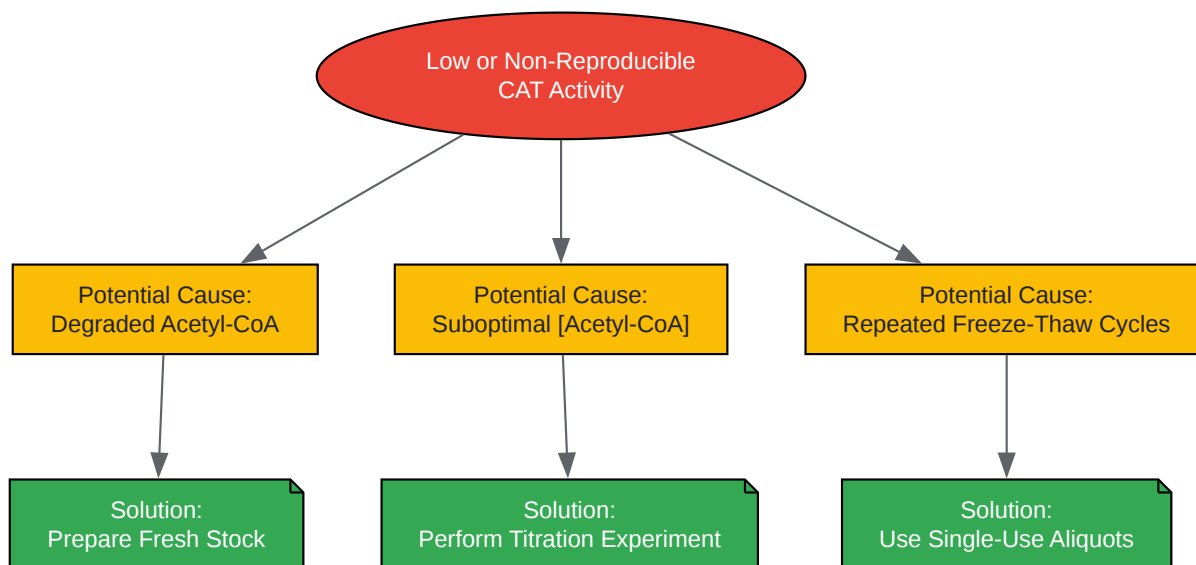 Low or Non-Reproducible
CAT Activity
Potential Cause:
Degraded Acetyl-CoA
Potential Cause:
Suboptimal [Acetyl-CoA]
Potential Cause:
Repeated Freeze-Thaw Cycles
Solution:
Prepare Fresh Stock
Solution:
Perform Titration Experiment
Solution:
Use Single-Use Aliquots